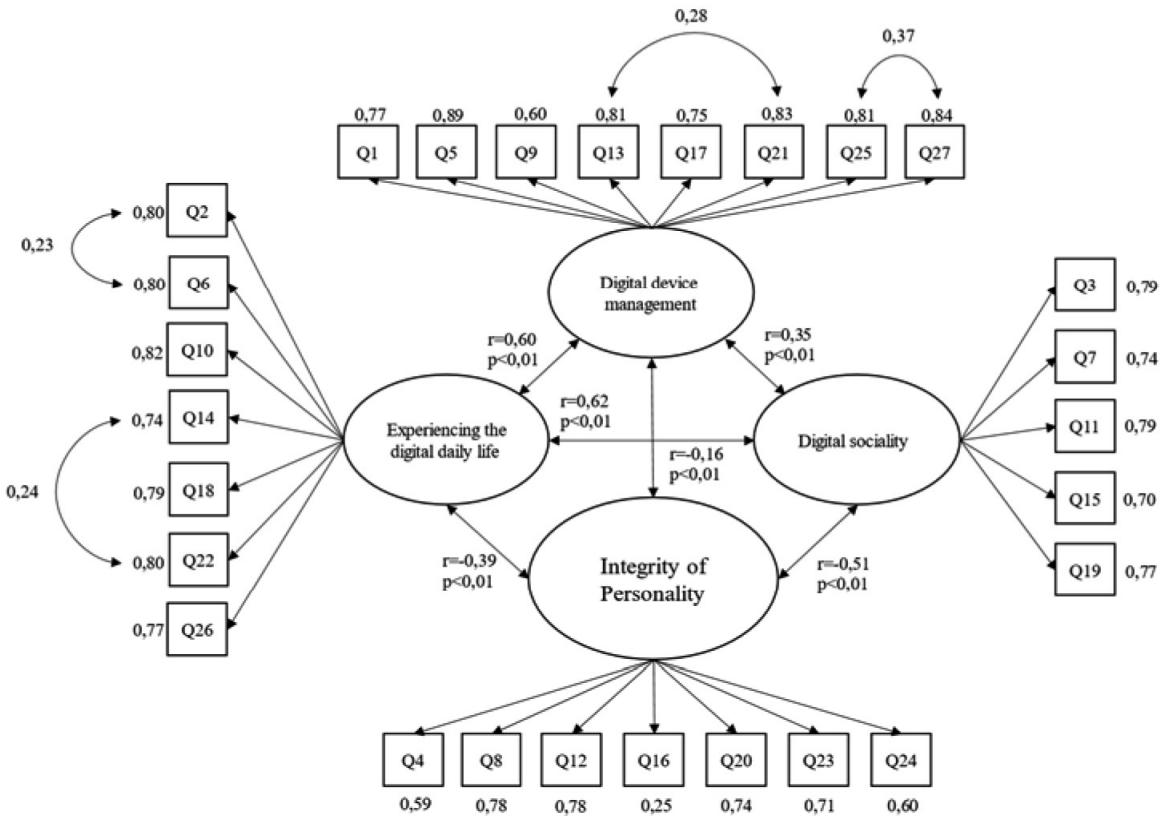 0,28
0,37
0,77 0,89 0,60 0,81 0,75 0,83 0,81 0,84
Q1 Q5 Q9 Q13 Q17 Q21 Q25 Q27
0,80 Q2
0,23
0,80 Q6
0,82 Q10
0,74 Q14
0,24
0,79 Q18
0,80 Q22
0,77 Q26
Digital device
management
r=0,60
p<0,01
r=0,35
p<0,01
Experiencing the
digital daily life
r=0,62
p<0,01
r=-0,16
p<0,01
Digital sociality
Q3 0,79
Q7 0,74
Q11 0,79
Q15 0,70
Q19 0,77
r=-0,39
p<0,01
Integrity of
Personality
r=-0,51
p<0,01
Q4 Q8 Q12 Q16 Q20 Q23 Q24
0,59 0,78 0,78 0,25 0,74 0,71 0,60